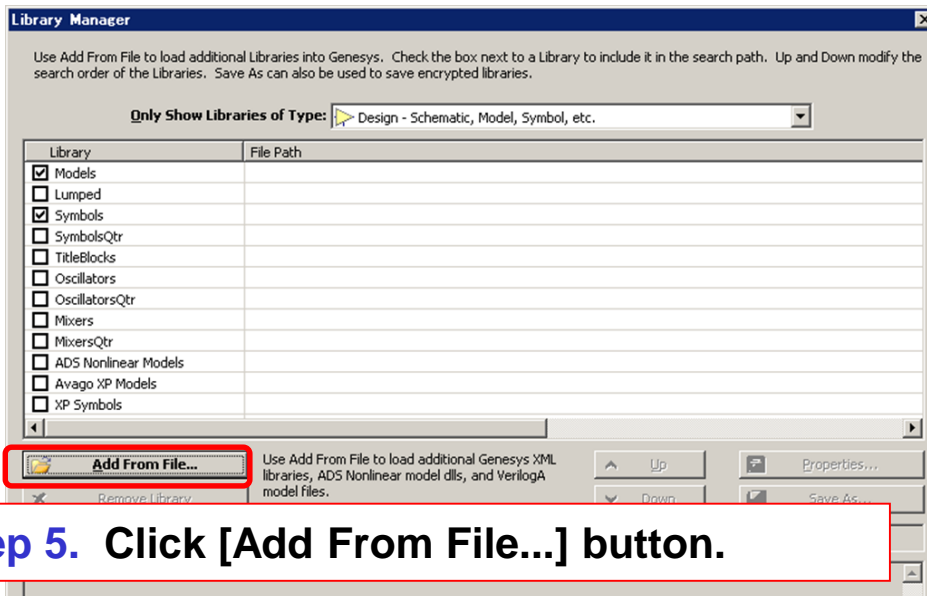 Library Manager
Use Add From File to load additional Libraries into Genesys. Check the box next to a Library to include it in the search path. Up and Down modify the
search order of the Libraries. Save As can also be used to save encrypted libraries.
Only Show Libraries of Type: Design - Schematic, Model, Symbol, etc.
Library File Path
Models
Lumped
Symbols
SymbolsQtr
TitleBlocks
Oscillators
OscillatorsQtr
Mixers
MixersQtr
ADS Nonlinear Models
Avago XP Models
XP Symbols
Add From File...
Use Add From File to load additional Genesys XML
libraries, ADS Nonlinear model dlls, and VerilogA
model files.
Up Properties...
Remove Library Down Save As...
ep 5. Click [Add From File...] button.